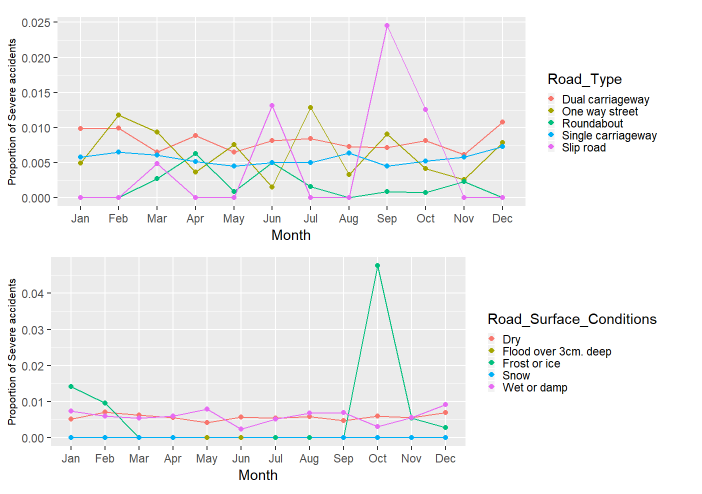 0.025
0.020
0.015
0.010
0.005
0.000
Proportion of Severe accidents
Jan Feb Mar Apr May Jun Jul Aug Sep Oct Nov Dec
Month
Road_Type
Dual carriageway
One way street
Roundabout
Single carriageway
Slip road
0.04
0.03
0.02
0.01
0.00
Proportion of Severe accidents
Jan Feb Mar Apr May Jun Jul Aug Sep Oct Nov Dec
Month
Road_Surface_Conditions
Dry
Flood over 3cm. deep
Frost or ice
Snow
Wet or damp